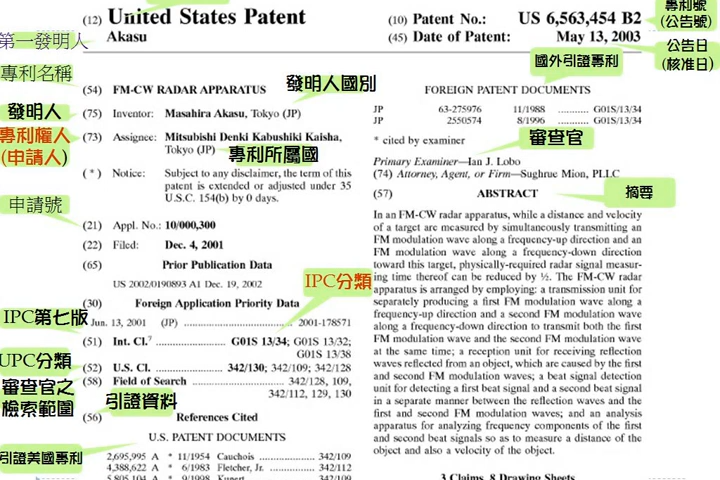 (12) United States Patent
Akasu
(10) Patent No.: US 6,563,454 B2
(45) Date of Patent: May 13, 2003
專利號
(公告號)
公告日
(核准日)
第一發明人
專利名稱
發明人
專利權人
(申請人)
申請號
IPC第七版
UPC分類
審查官之
檢索範圍
引證美國專利
(54) FM-CW RADAR APPARATUS
發明人國別
(75) Inventor: Masahira Akasu, Tokyo (JP)
(73) Assignee: Mitsubishi Denki Kabushiki Kaisha,
Tokyo (JP)
專利所屬國
( * ) Notice: Subject to any disclaimer, the term of this
patent is extended or adjusted under 35
U.S.C. 154(b) by 0 days.
(21) Appl. No.: 10/000,300
(22) Filed: Dec. 4, 2001
(65) Prior Publication Data
US 2002/0190893 A1 Dec. 19, 2002
IPC分類
(30) Foreign Application Priority Data
Jun. 13, 2001 (JP) ........ 2001-178571
(51) Int. Cl.7 ........ G01S 13/34; G01S 13/32;
G01S 13/38
(52) U.S. Cl. ........ 342/130; 342/109; 342/128
(58) Field of Search ........ 342/128, 109,
342/112, 129, 130
引證資料
(56) References Cited
U.S. PATENT DOCUMENTS
2,695,995 A * 11/1954 Cauchois ........ 342/109
4,388,622 A * 6/1983 Fletcher, Jr. ........ 342/112
5,805,104 A * 9/1998 Kunert ........ 342/109
國外引證專利
FOREIGN PATENT DOCUMENTS
JP 63-275976 11/1988 ........ G01S/13/34
JP 2550574 8/1996 ........ G01S/13/34
* cited by examiner
審查官
Primary Examiner—Ian J. Lobo
(74) Attorney, Agent, or Firm—Sughrue Mion, PLLC
(57) ABSTRACT
摘要
In an FM-CW radar apparatus, while a distance and velocity
of a target are measured by simultaneously transmitting an
FM modulation wave along a frequency-up direction and an
FM modulation wave along a frequency-down direction
toward this target, physically-required radar signal measur-
ing time thereof can be reduced by ½. The FM-CW radar
apparatus is arranged by employing: a transmission unit for
separately producing a first FM modulation wave along a
frequency-up direction and a second FM modulation wave
along a frequency-down direction to transmit both the first
FM modulation wave and the second FM modulation wave
at the same time; a reception unit for receiving reflection
waves reflected from an object, which are caused by the first
and second FM modulation waves; a beat signal detection
unit for detecting a first beat signal and a second beat signal
in a separate manner between the reflection waves and the
first and second FM modulation waves; and an analysis
apparatus for analyzing frequency components of the first
and second beat signals so as to measure a distance of the
object and also a velocity of the object.
3 Claims, 8 Drawing Sheets